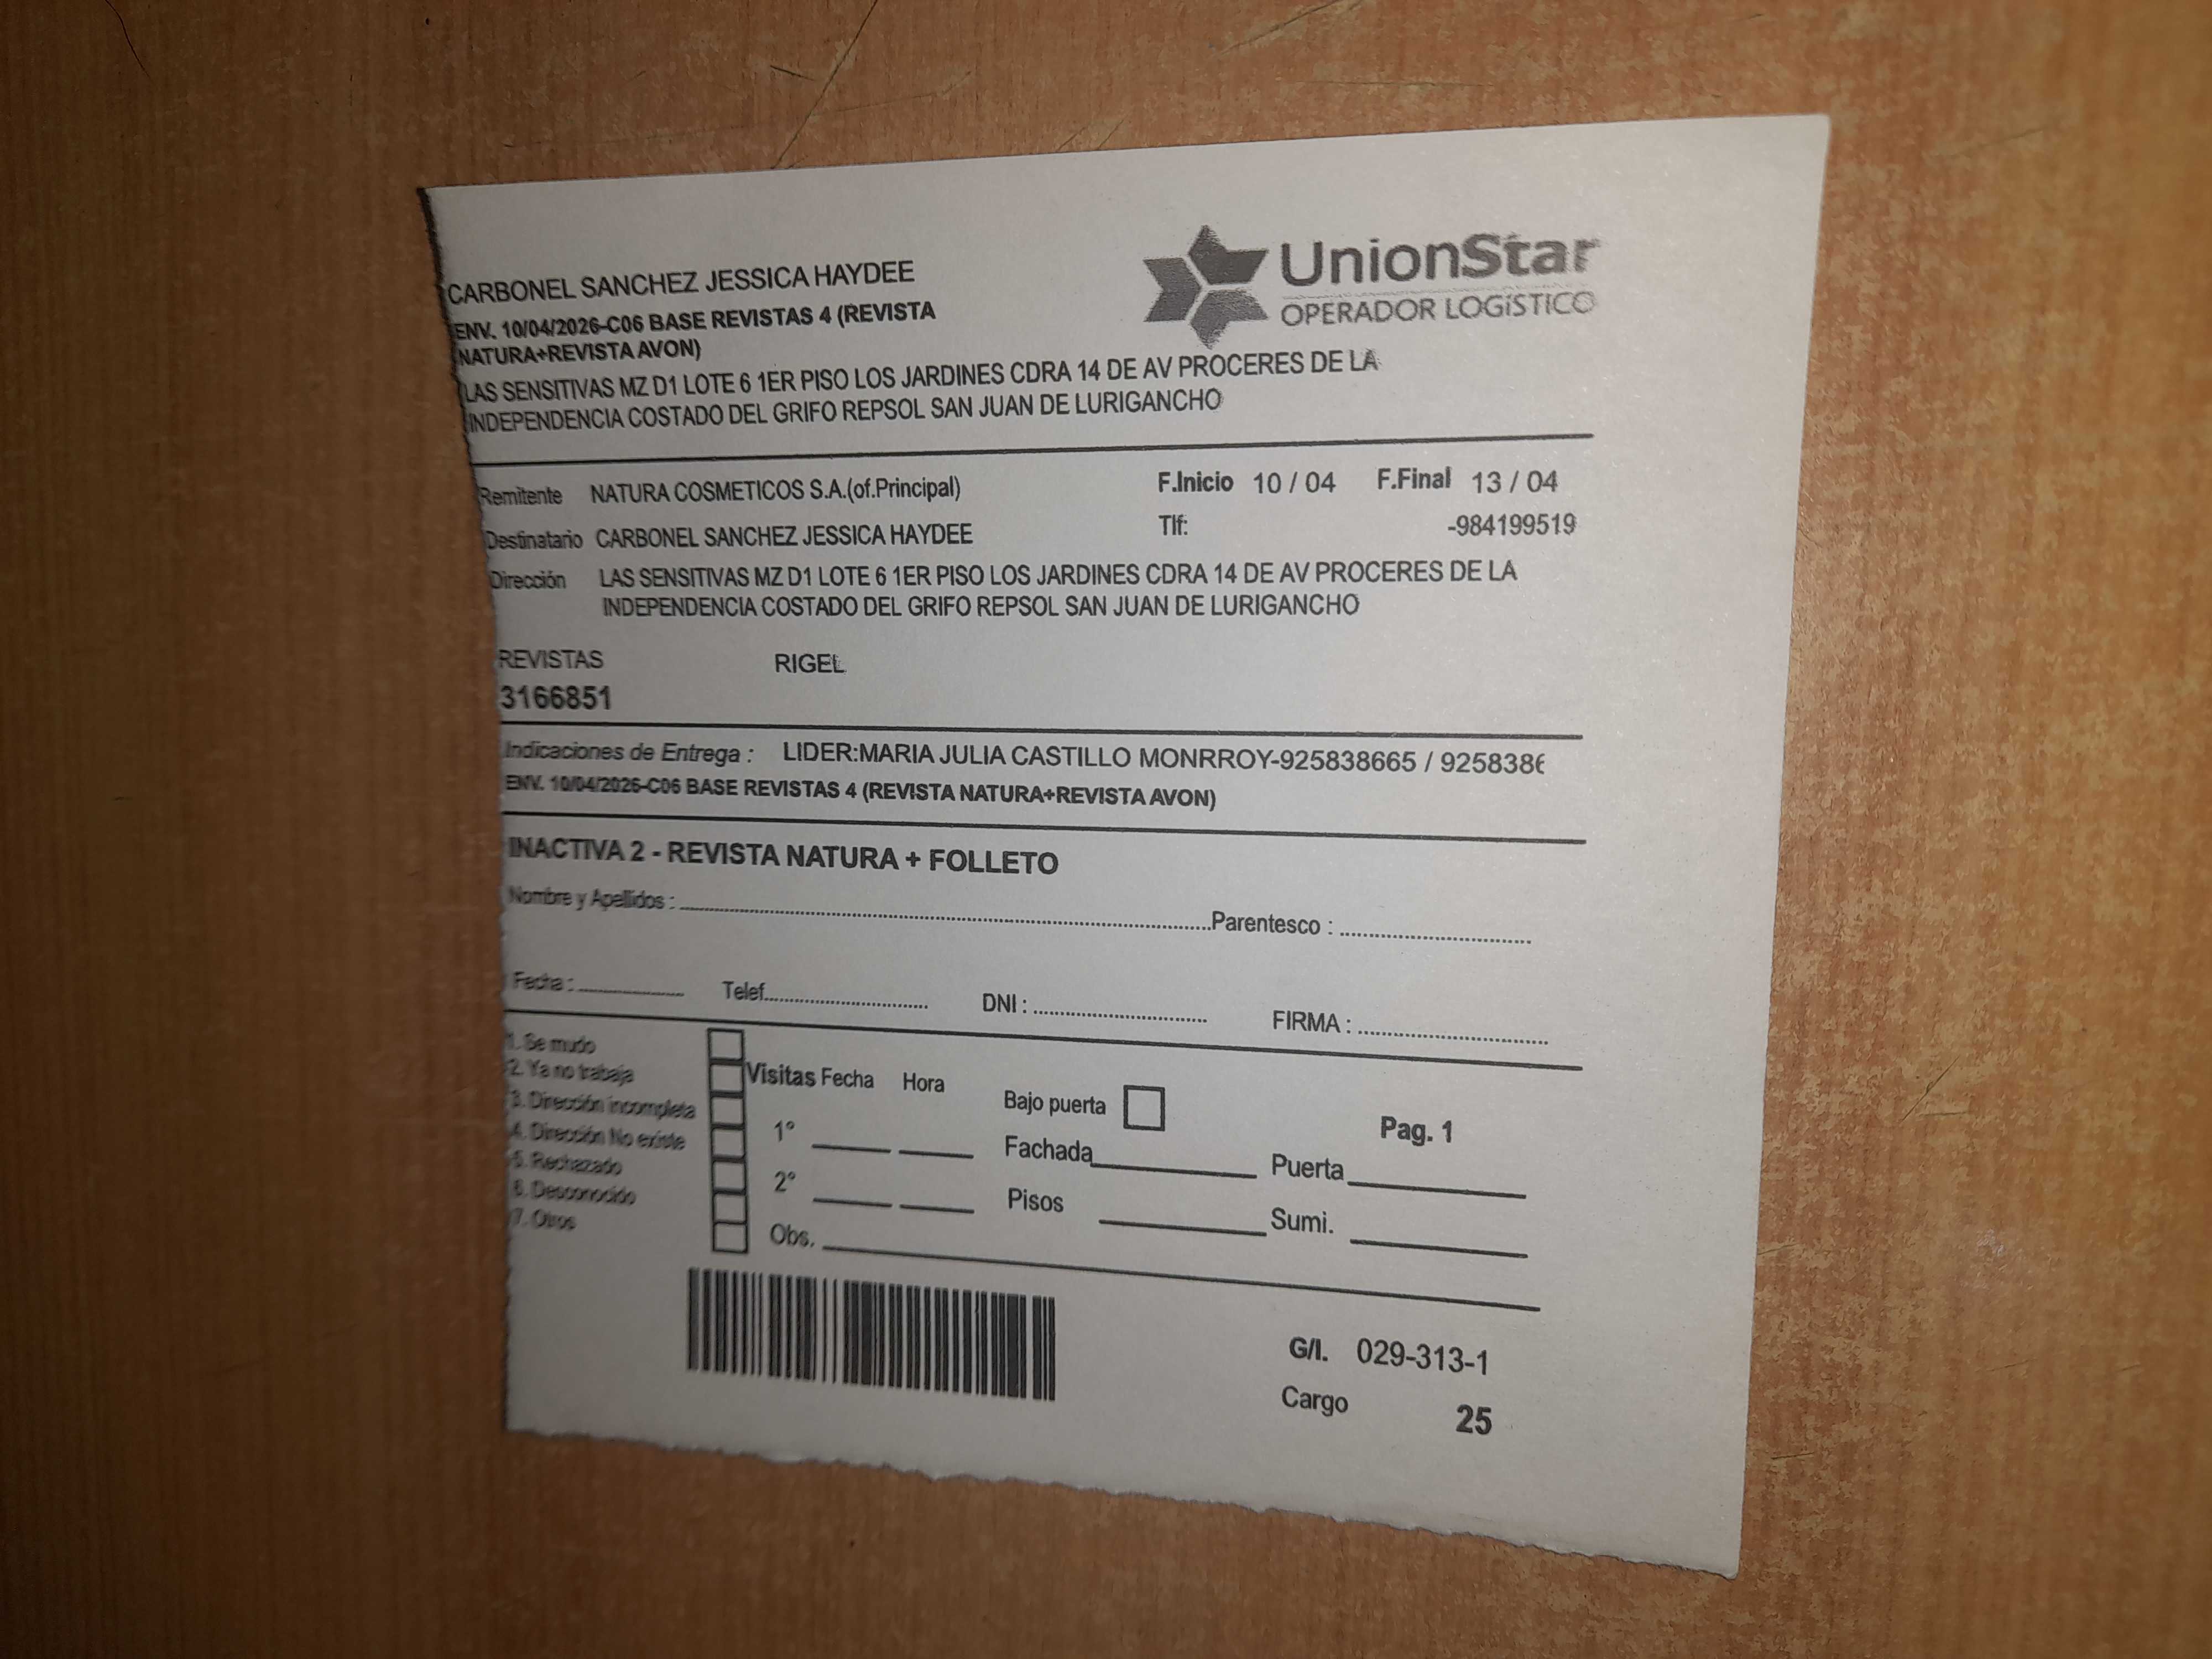 CARBONEL SANCHEZ JESSICA HAYDEE
UnionStar
OPERADOR LOGíSTICO
ENV. 10/04/2026-C06 BASE REVISTAS 4 (REVISTA
NATURA+REVISTA AVON)
LAS SENSITIVAS MZ D1 LOTE 6 1ER PISO LOS JARDINES CDRA 14 DE AV PROCERES DE LA
INDEPENDENCIA COSTADO DEL GRIFO REPSOL SAN JUAN DE LURIGANCHO
Remitente NATURA COSMETICOS S.A.(of.Principal) F.Inicio 10 / 04 F.Final 13 / 04
Destinatario CARBONEL SANCHEZ JESSICA HAYDEE Tlf: -984199519
Dirección LAS SENSITIVAS MZ D1 LOTE 6 1ER PISO LOS JARDINES CDRA 14 DE AV PROCERES DE LA
INDEPENDENCIA COSTADO DEL GRIFO REPSOL SAN JUAN DE LURIGANCHO
REVISTAS RIGEL
3166851
Indicaciones de Entrega : LIDER:MARIA JULIA CASTILLO MONRROY-925838665 / 9258386
ENV. 10/04/2026-C06 BASE REVISTAS 4 (REVISTA NATURA+REVISTA AVON)
INACTIVA 2 - REVISTA NATURA + FOLLETO
Nombre y Apellidos : Parentesco :
Fecha : Telef. DNI : FIRMA :
1. Se mudo
2. Ya no trabaja
3. Dirección incompleta
4. Dirección No existe
5. Rechazado
6. Desconocido
7. Otros
Visitas Fecha Hora
1°
2°
Obs.
Bajo puerta
Pag. 1
Fachada Puerta
Pisos Sumi.
G/I. 029-313-1
Cargo 25